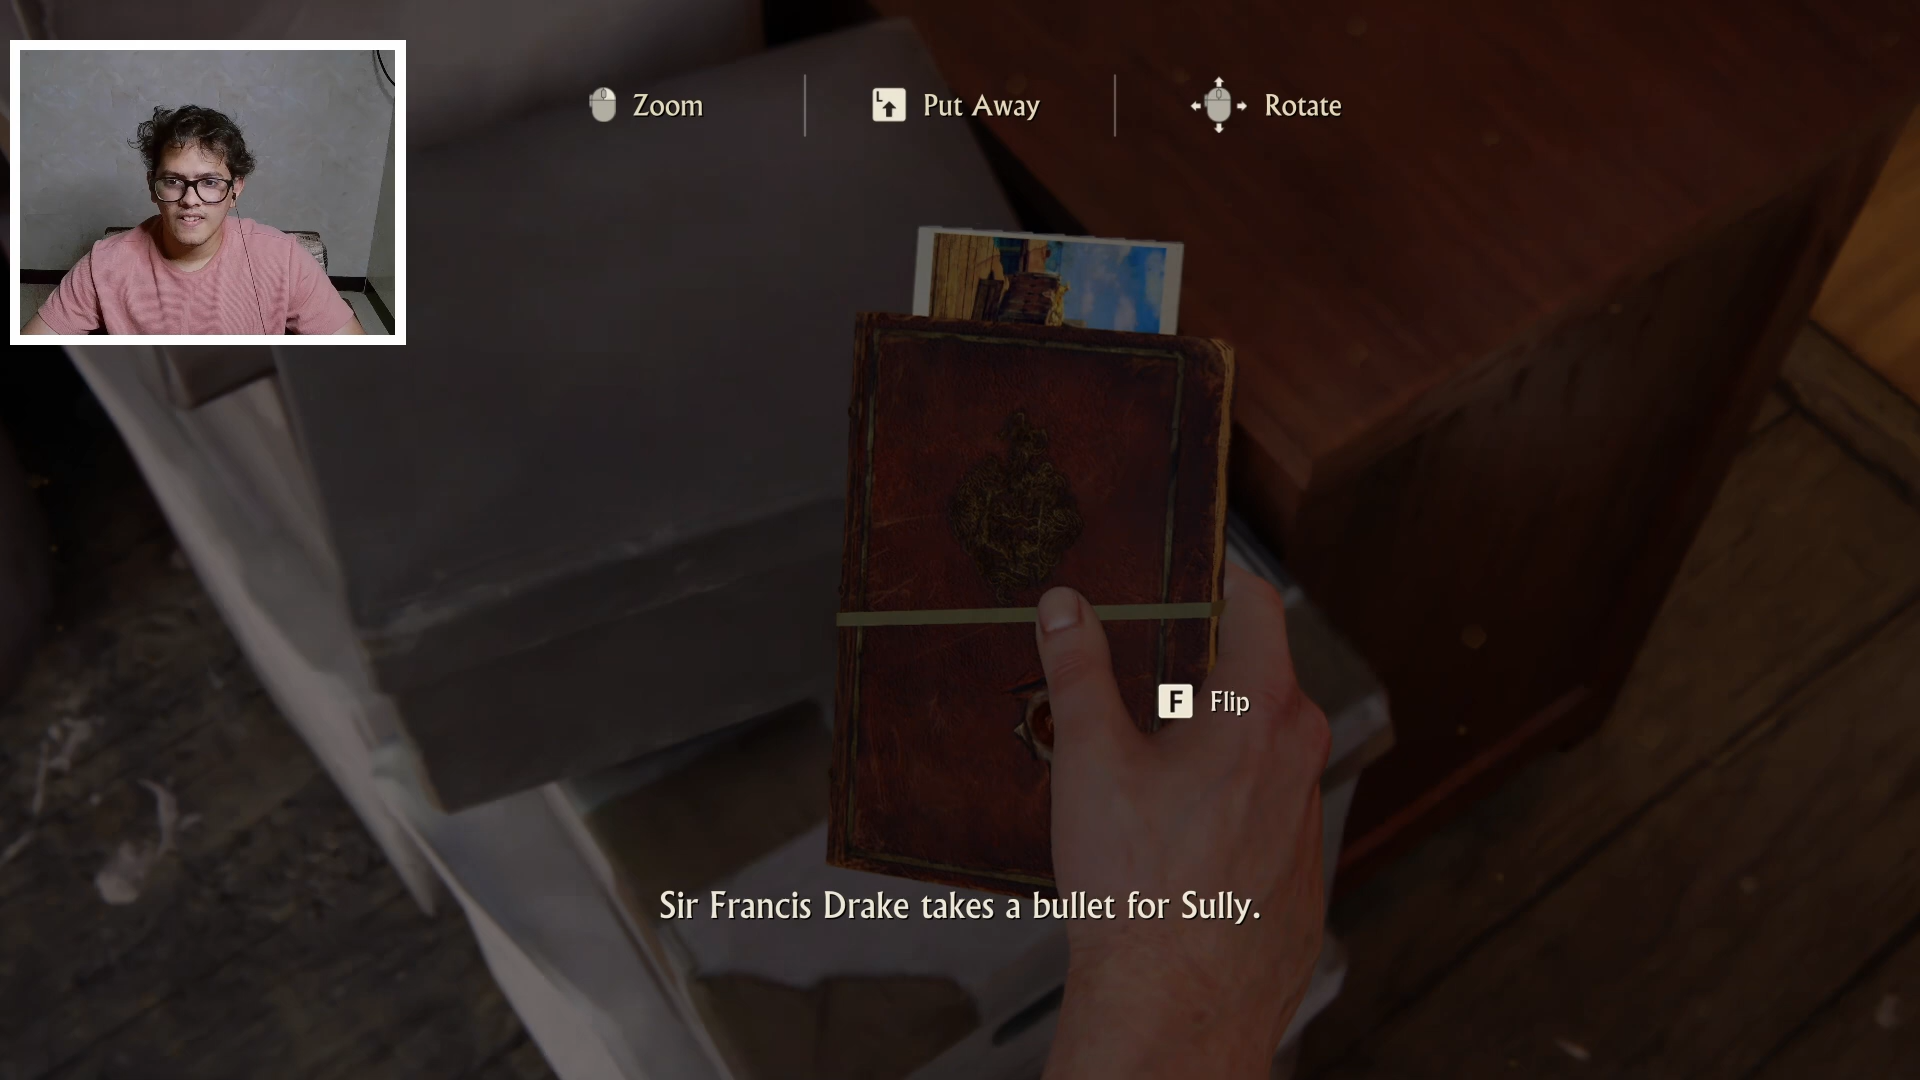 Zoom
L
Put Away
Rotate
F
Flip
Sir Francis Drake takes a bullet for Sully.